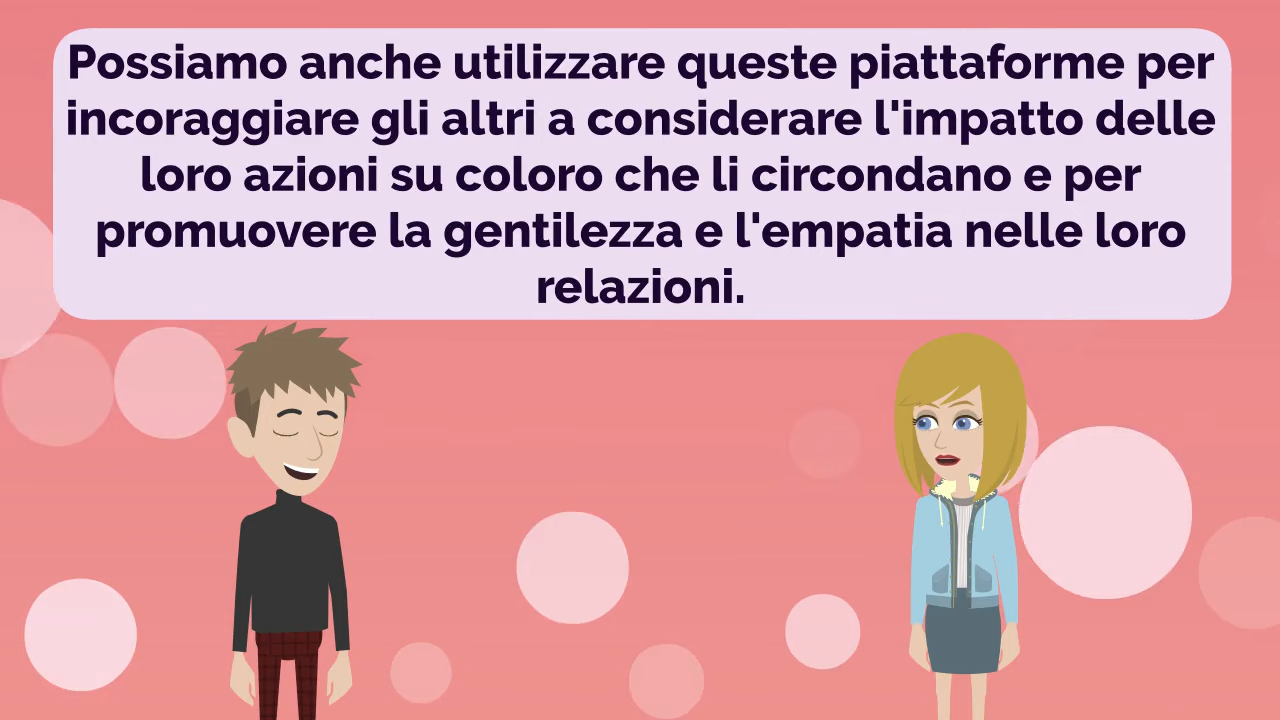 Possiamo anche utilizzare queste piattaforme per
incoraggiare gli altri a considerare l'impatto delle
loro azioni su coloro che li circondano e per
promuovere la gentilezza e l'empatia nelle loro
relazioni.